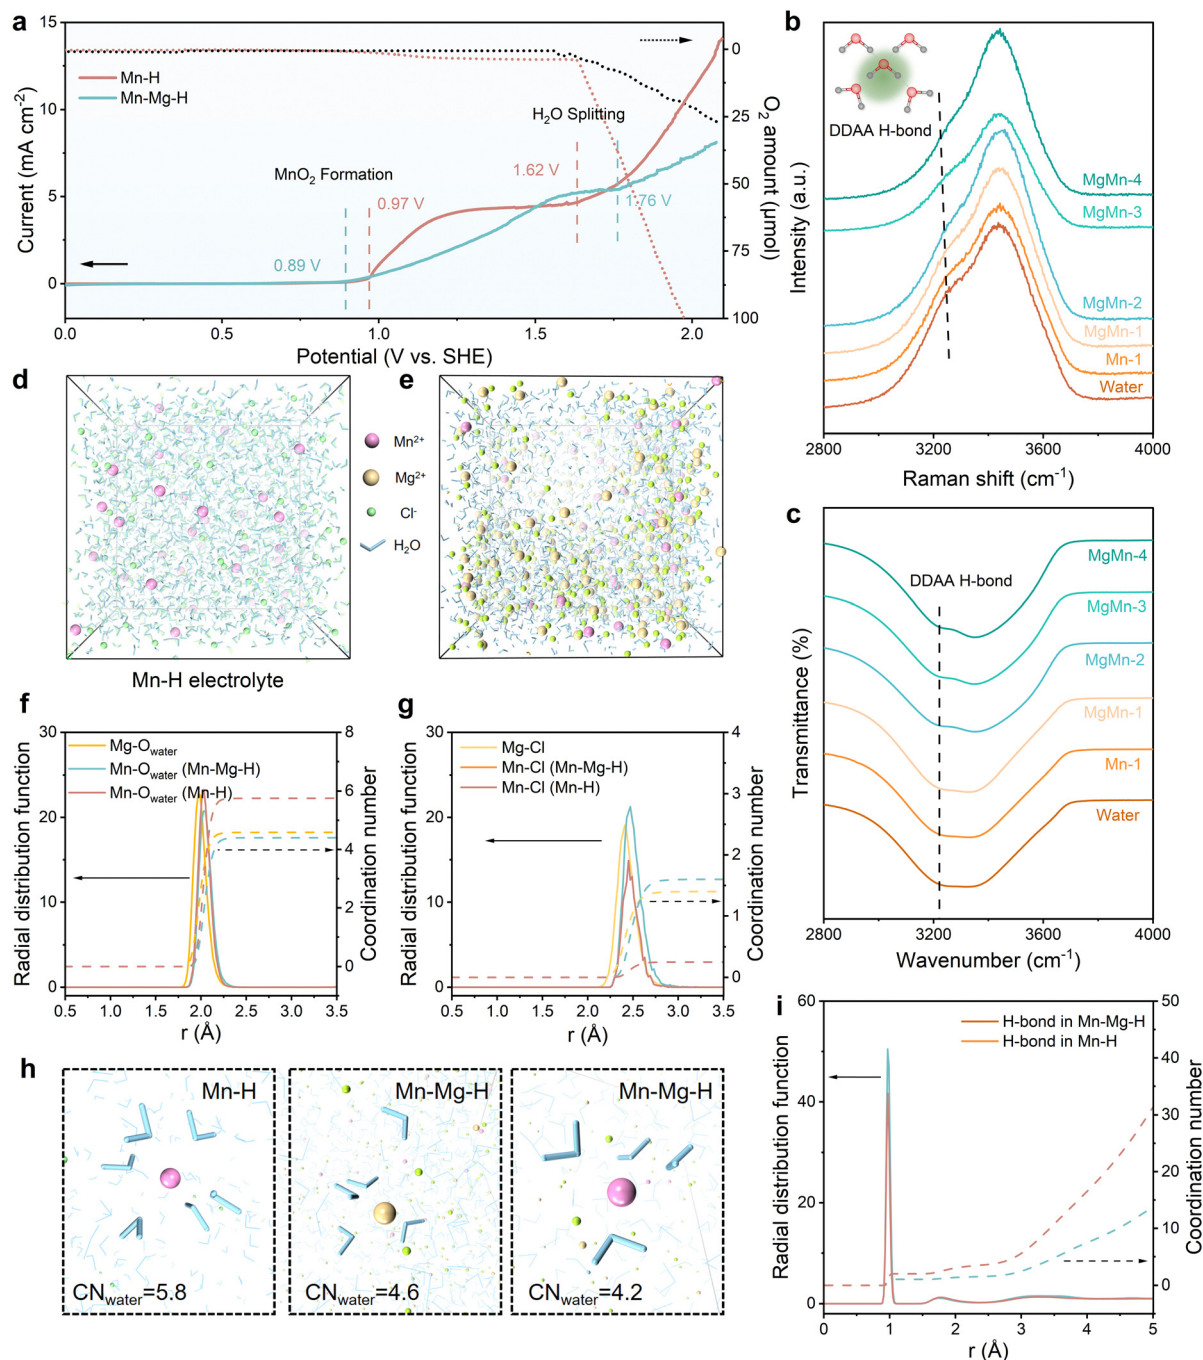 a
Mn-H
Mn-Mg-H
MnO₂ Formation
H₂O Splitting
0.89 V
0.97 V
1.62 V
1.76 V
15
10
5
0
Current (mA cm⁻²)
0
25
50
75
100
O₂ amount (μmol)
0.0
0.5
1.0
1.5
2.0
Potential (V vs. SHE)
b
DDAA H-bond
MgMn-4
MgMn-3
MgMn-2
MgMn-1
Mn-1
Water
Intensity (a.u.)
2800
3200
3600
4000
Raman shift (cm⁻¹)
c
DDAA H-bond
MgMn-4
MgMn-3
MgMn-2
MgMn-1
Mn-1
Water
Transmittance (%)
2800
3200
3600
4000
Wavenumber (cm⁻¹)
d
Mn-H electrolyte
Mn²⁺
Mg²⁺
Cl⁻
H₂O
e
f
Mg-Owater
Mn-Owater (Mn-Mg-H)
Mn-Owater (Mn-H)
30
20
10
0
Radial distribution function
8
6
4
2
0
Coordination number
0.5
1.0
1.5
2.0
2.5
3.0
3.5
r (Å)
g
Mg-Cl
Mn-Cl (Mn-Mg-H)
Mn-Cl (Mn-H)
30
20
10
0
Radial distribution function
4
3
2
1
0
Coordination number
0.5
1.0
1.5
2.0
2.5
3.0
3.5
r (Å)
h
Mn-H
CNwater=5.8
Mn-Mg-H
CNwater=4.6
Mn-Mg-H
CNwater=4.2
i
H-bond in Mn-Mg-H
H-bond in Mn-H
60
40
20
0
Radial distribution function
50
40
30
20
10
0
Coordination number
0
1
2
3
4
5
r (Å)